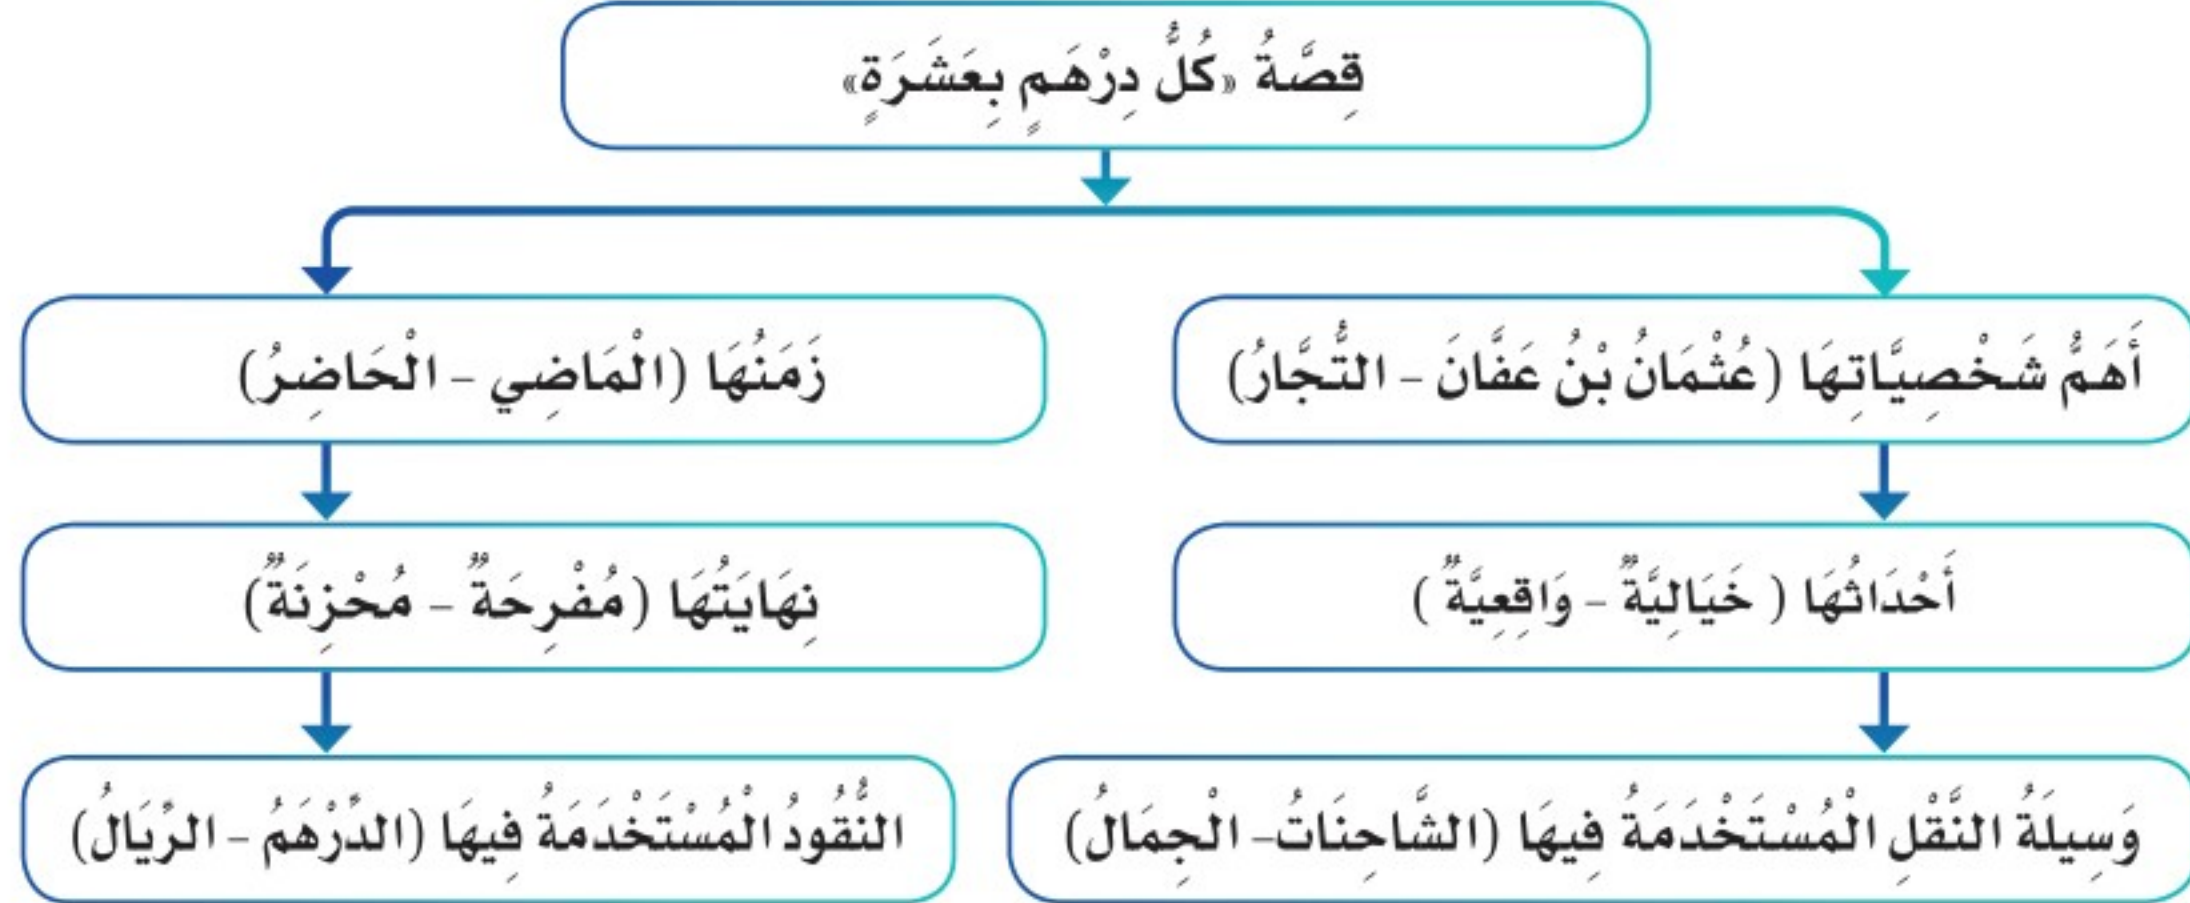 قِصَّةُ «كُلُّ دِرْهَمٍ بِعَشَرَةٍ»
أَهَمُّ شَخْصِيَّاتِهَا (عُثْمَانُ بْنُ عَفَّانَ - التُّجَّارُ)
زَمَنُهَا (الْمَاضِي - الْحَاضِرُ)
أَحْدَاثُهَا ( خَيَالِيَّةٌ - وَاقِعِيَّةٌ )
نِهَايَتُهَا (مُفْرِحَةٌ - مُحْزِنَةٌ)
وَسِيلَةُ النَّقْلِ الْمُسْتَخْدَمَةُ فِيهَا (الشَّاحِنَاتُ- الْجِمَالُ)
النُّقُودُ الْمُسْتَخْدَمَةُ فِيهَا (الدِّرْهَمُ - الرِّيَالُ)